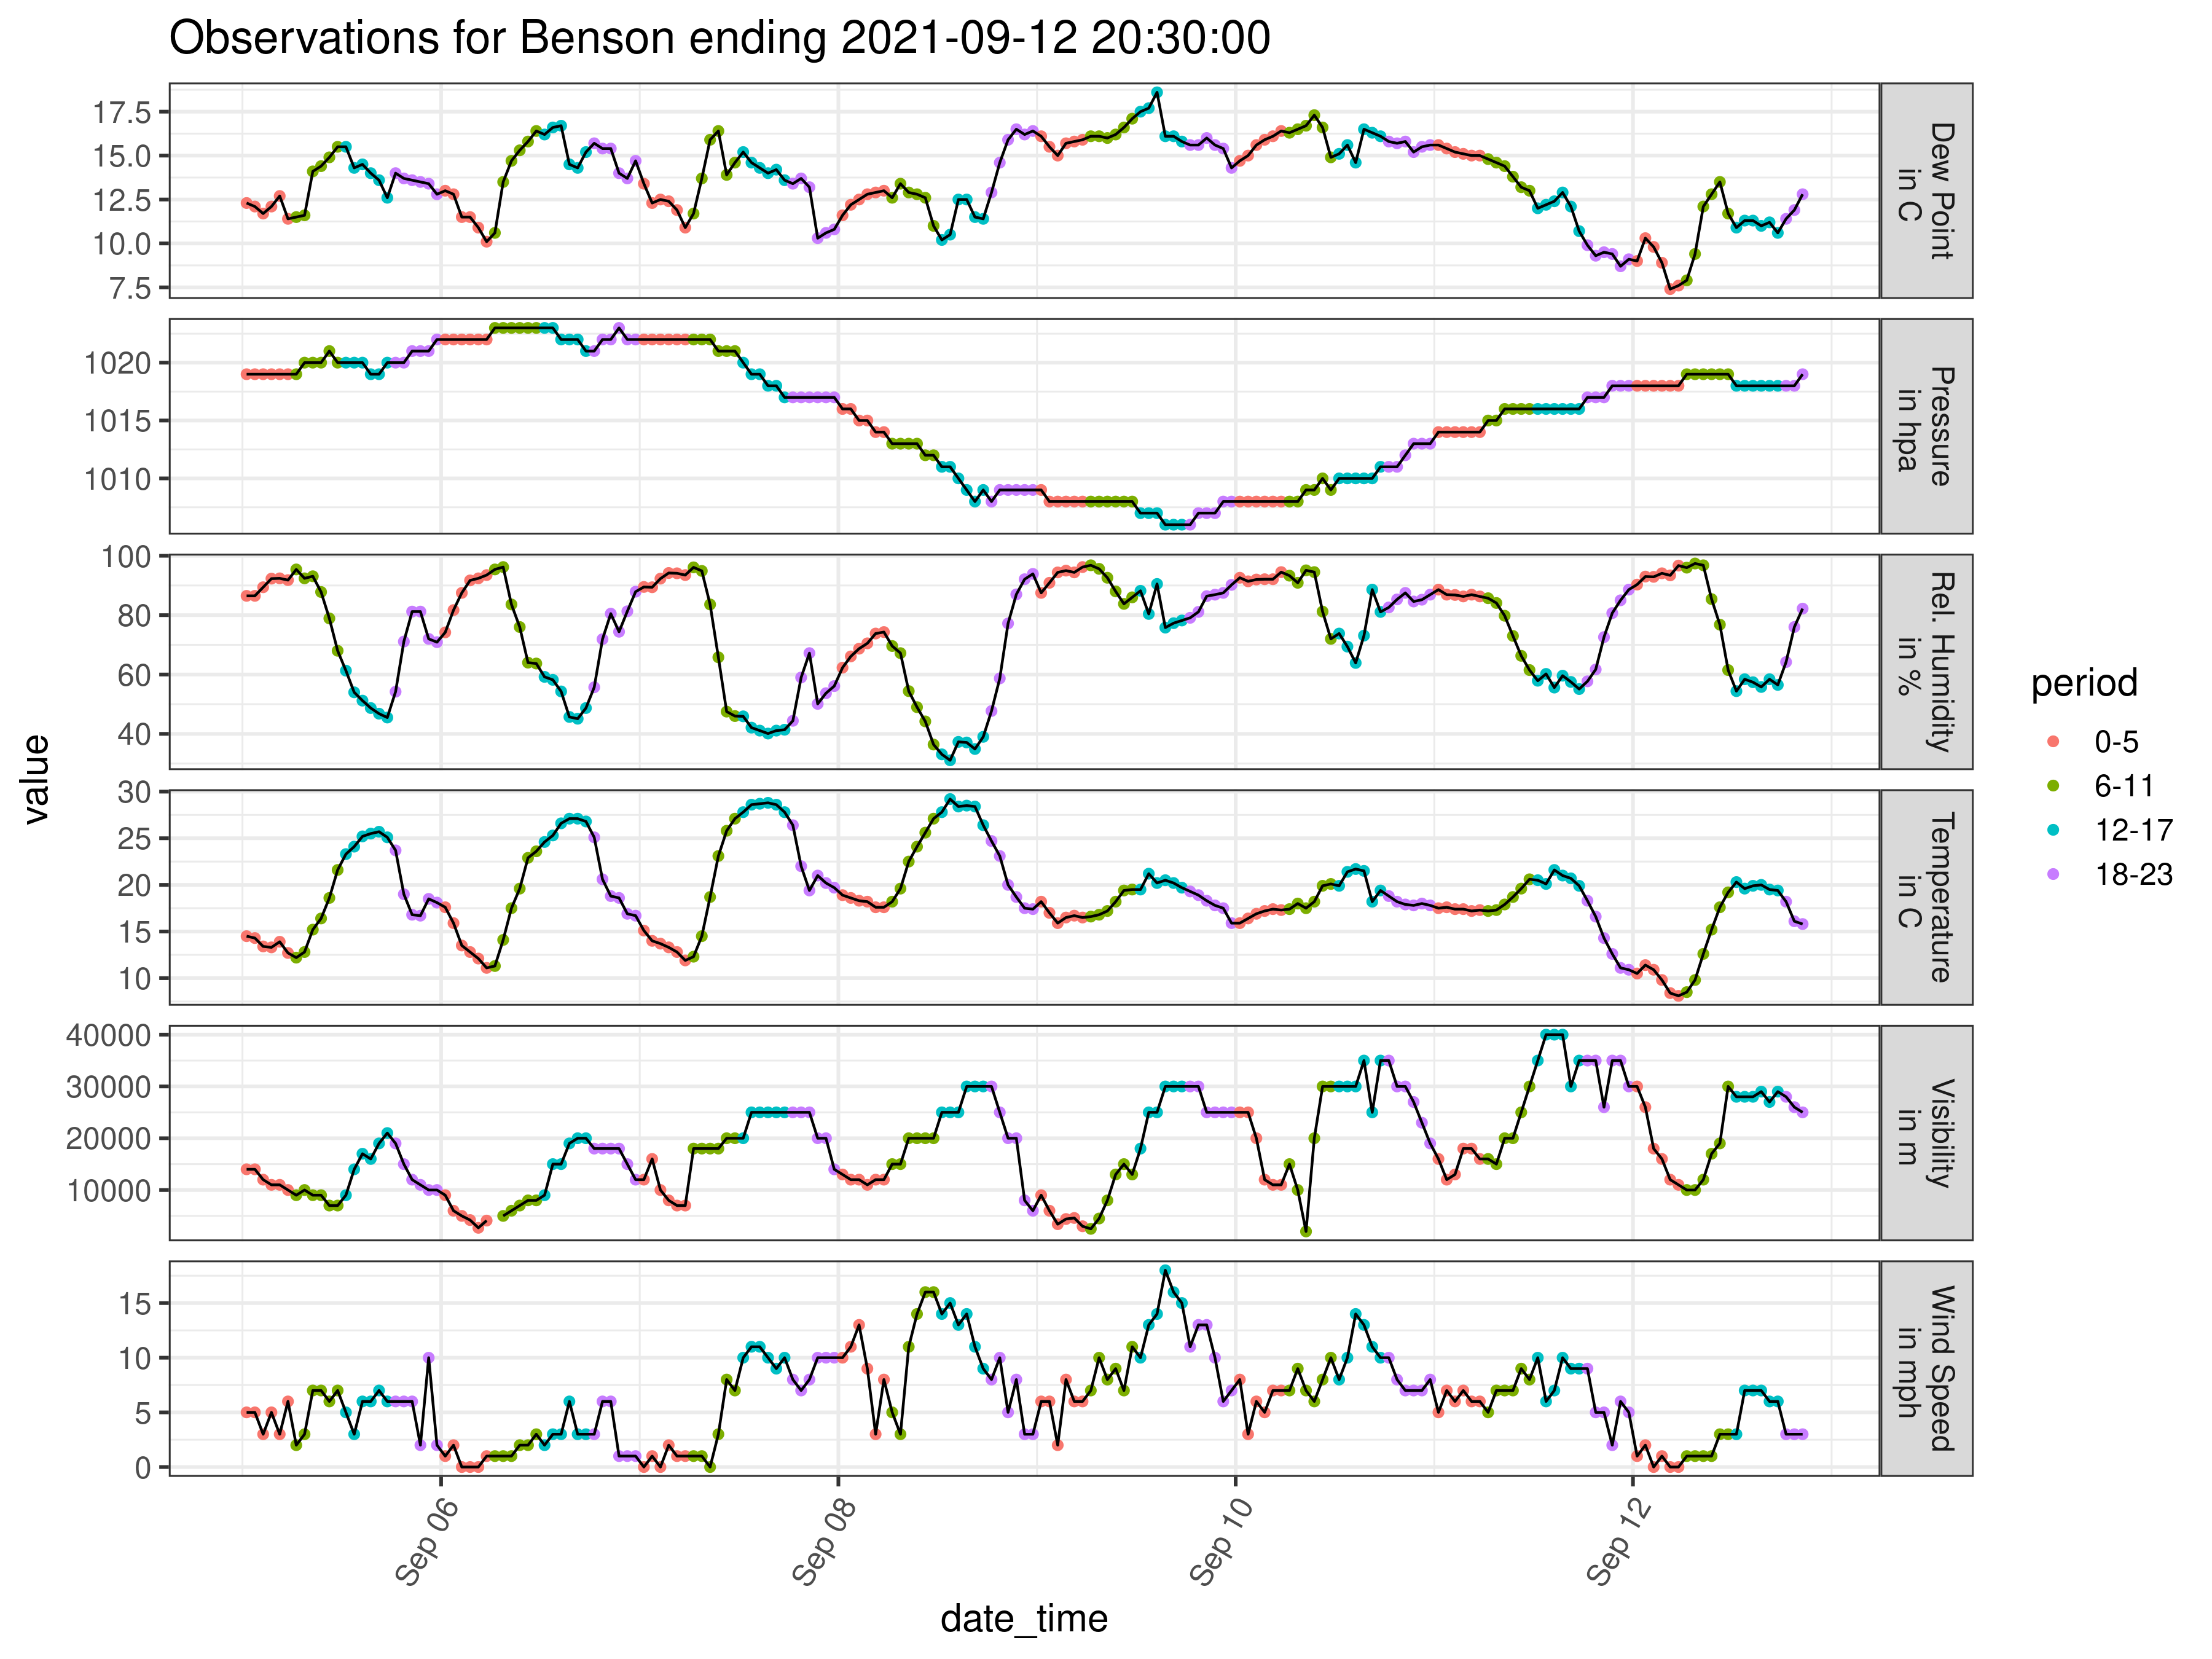 Observations for Benson ending 2021-09-12 20:30:00
value
17.5
15.0
12.5
10.0
7.5
Dew Point
in C
1020
1015
1010
Pressure
in hpa
100
80
60
40
Rel. Humidity
in %
30
25
20
15
10
Temperature
in C
40000
30000
20000
10000
Visibility
in m
15
10
5
0
Wind Speed
in mph
Sep 06
Sep 08
Sep 10
Sep 12
date_time
period
0-5
6-11
12-17
18-23